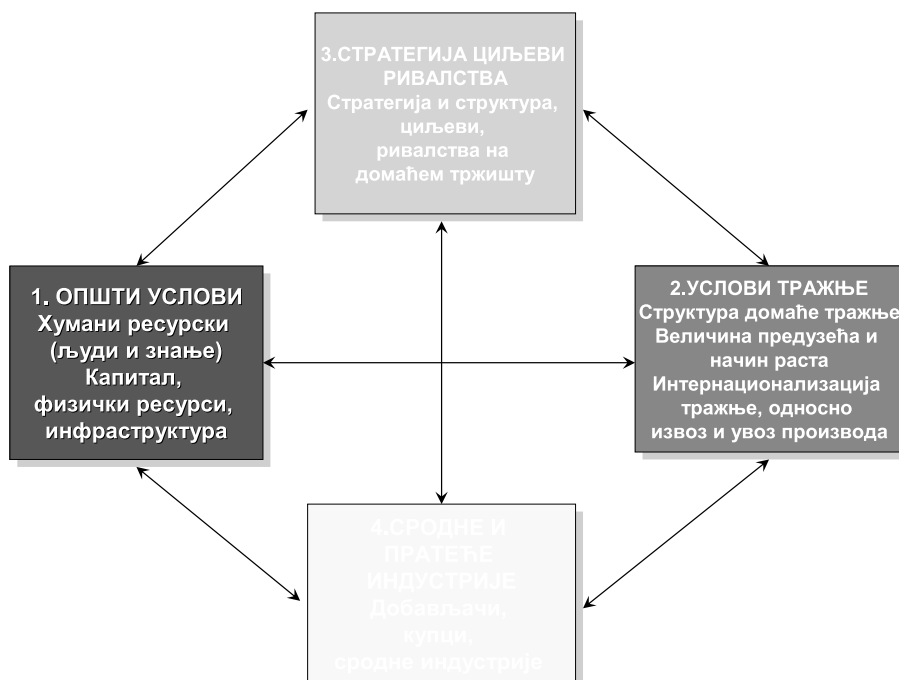 3.СТРАТЕГИЈА ЦИЉЕВИ
РИВАЛСТВА
Стратегија и структура,
циљеви,
ривалства на
домаћем тржишту
1. ОПШТИ УСЛОВИ
Хумани ресурски
(људи и знање)
Капитал,
физички ресурси,
инфраструктура
2.УСЛОВИ ТРАЖЊЕ
Структура домаће тражње
Величина предузећа и
начин раста
Интернационализација
тражње, односно
извоз и увоз производа
4.СРОДНЕ И
ПРАТЕЋЕ
ИНДУСТРИЈЕ
Добављачи,
купци,
сродне индустрије